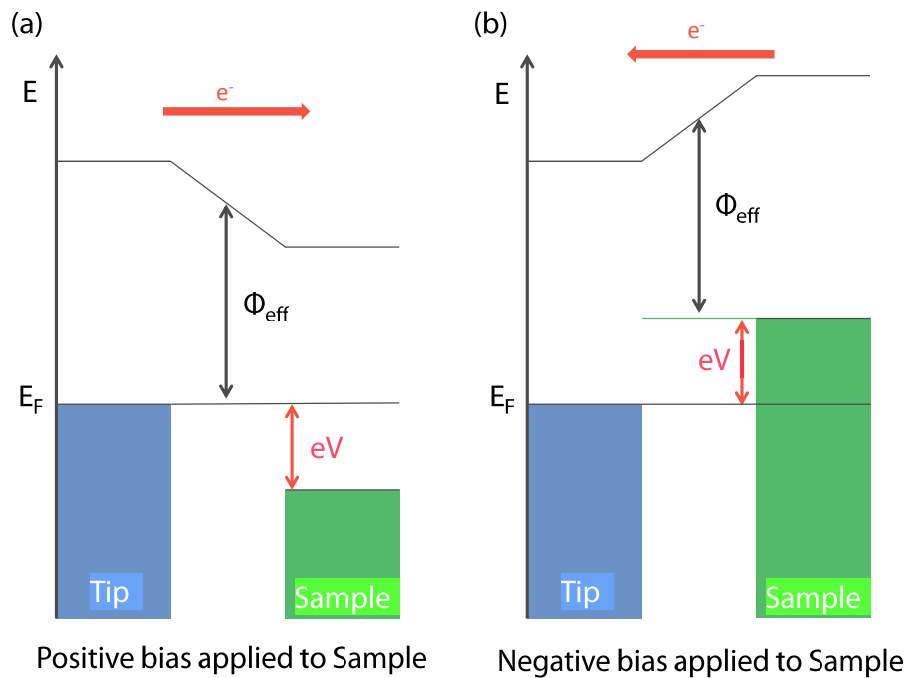 (a)
(b)
e-
e-
E
E
Φeff
Φeff
EF
EF
eV
eV
Tip
Sample
Tip
Sample
Positive bias applied to Sample
Negative bias applied to Sample